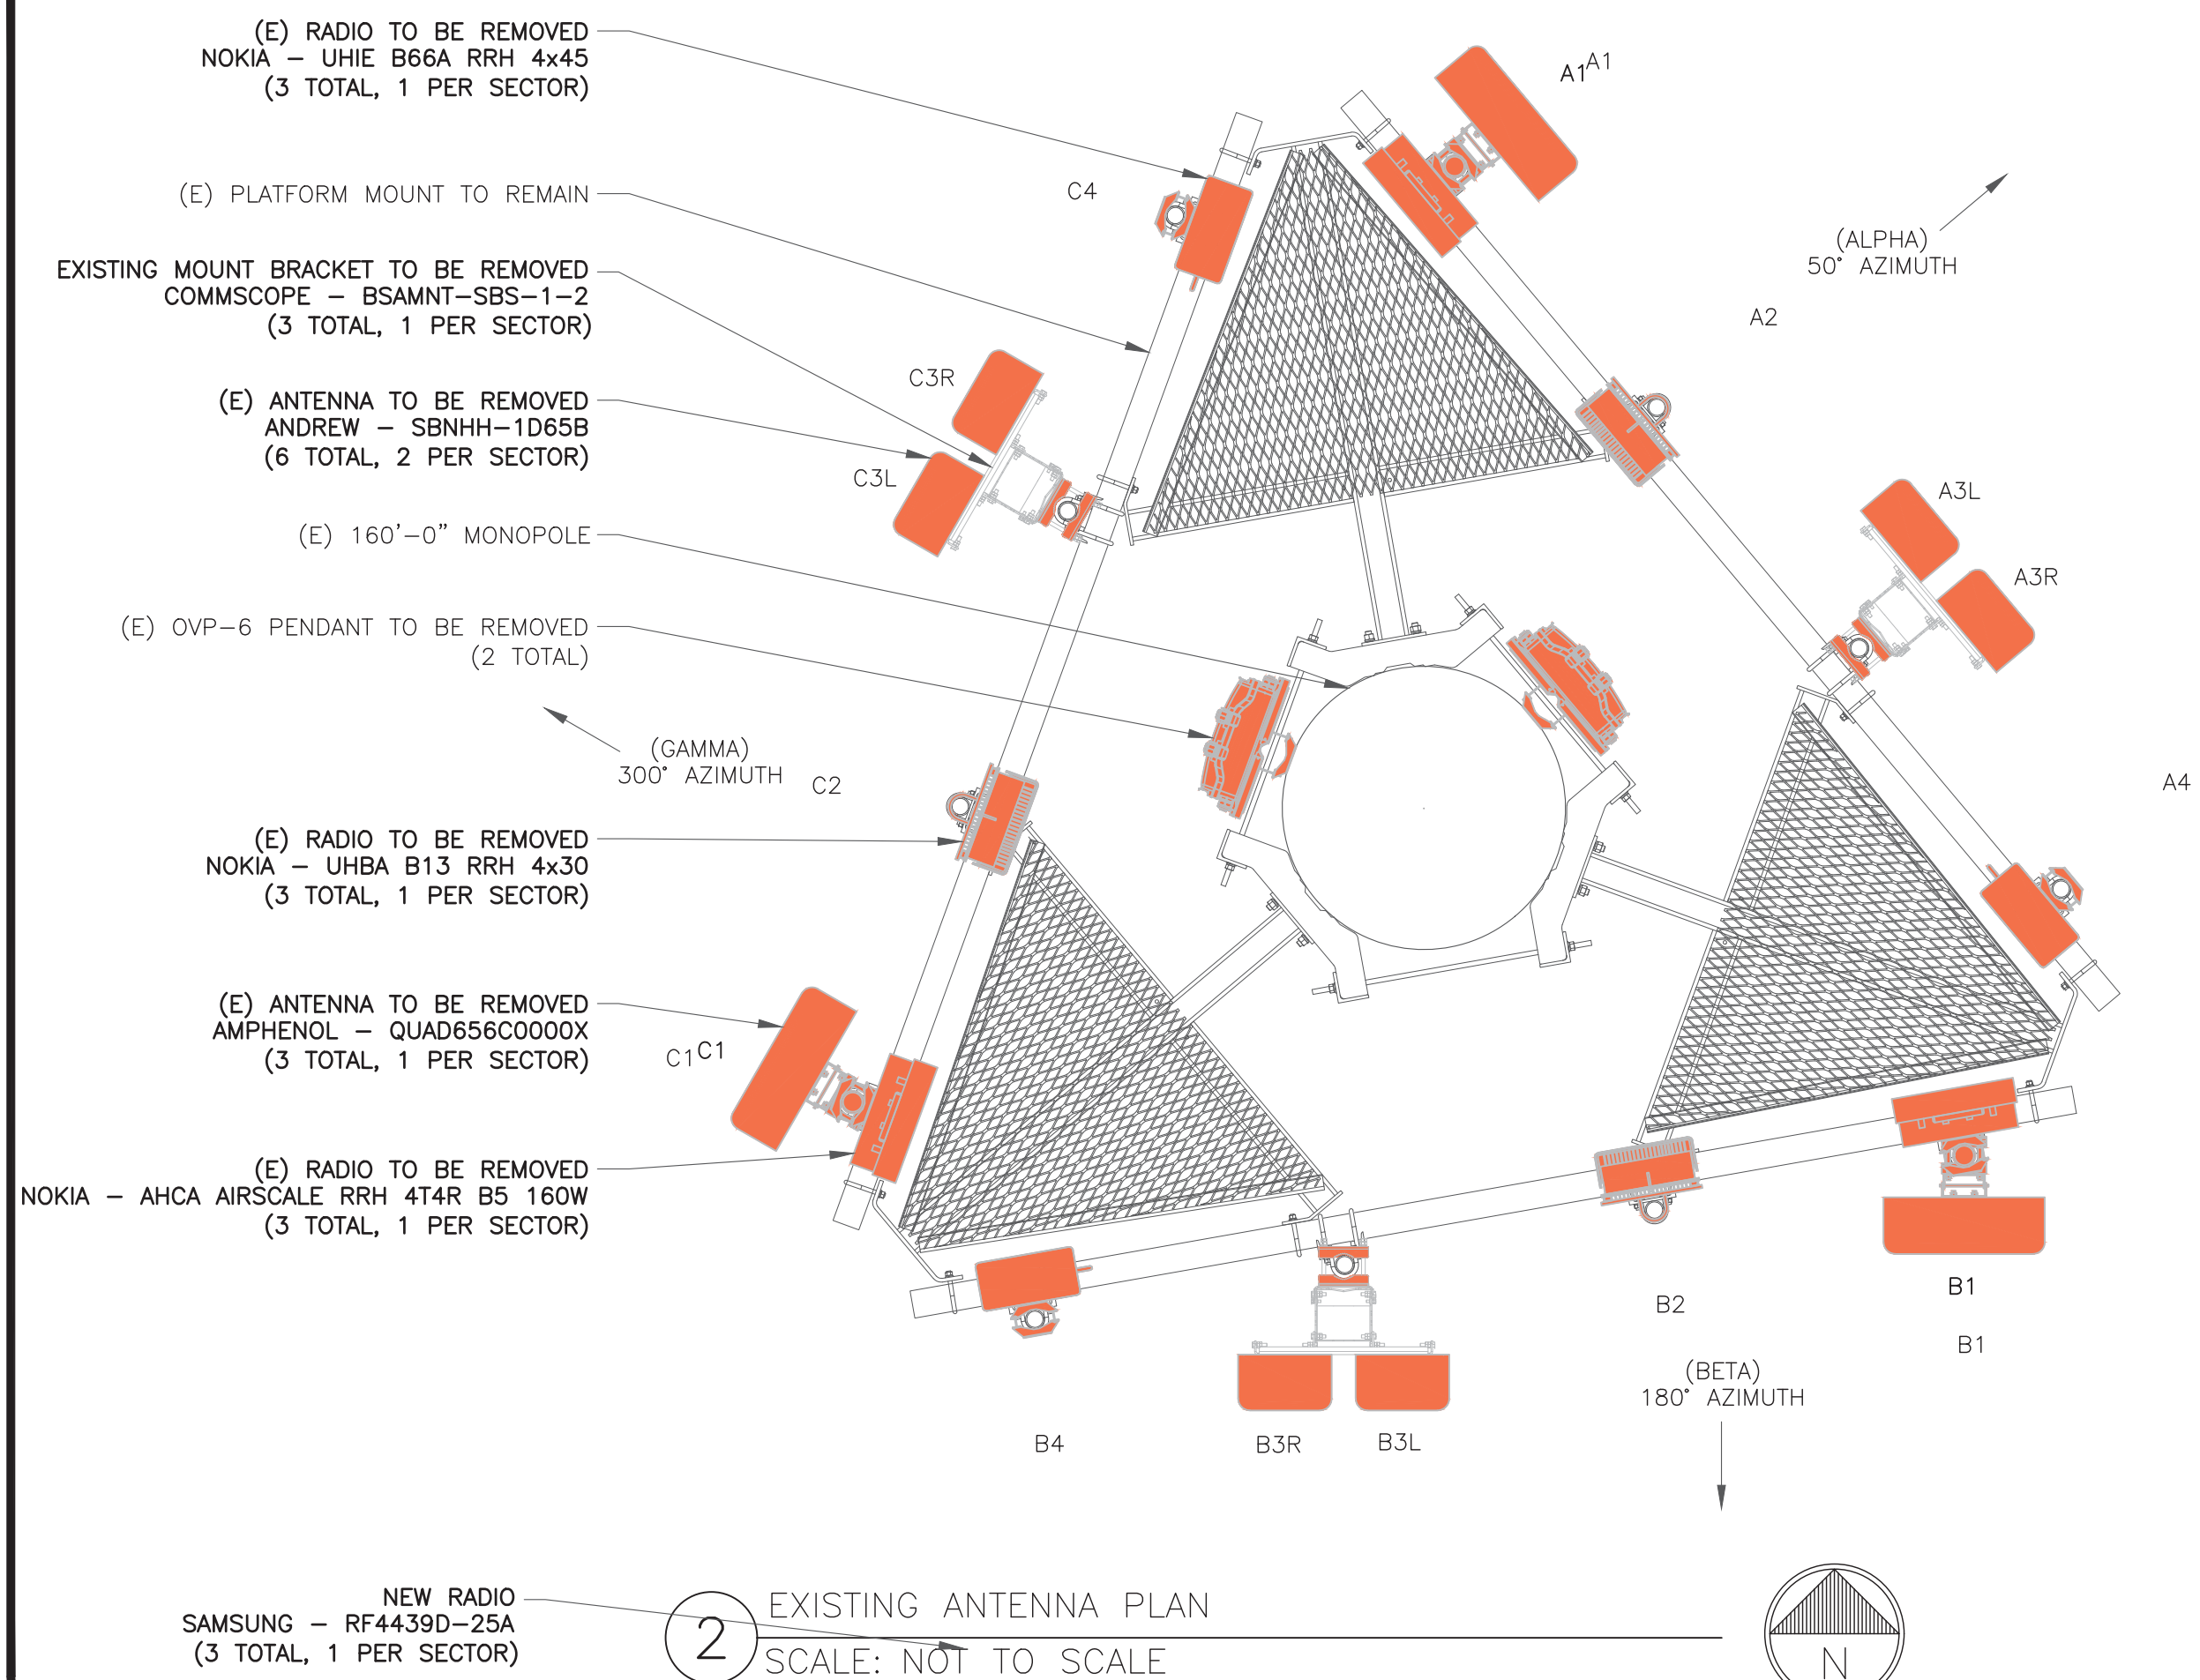 (E) RADIO TO BE REMOVED
NOKIA - UHIE B66A RRH 4x45
(3 TOTAL, 1 PER SECTOR)
(E) PLATFORM MOUNT TO REMAIN
EXISTING MOUNT BRACKET TO BE REMOVED
COMMSCOPE - BSAMNT-SBS-1-2
(3 TOTAL, 1 PER SECTOR)
(E) ANTENNA TO BE REMOVED
ANDREW - SBNHH-1D65B
(6 TOTAL, 2 PER SECTOR)
(E) 160'-0" MONOPOLE
(E) OVP-6 PENDANT TO BE REMOVED
(2 TOTAL)
(GAMMA)
300° AZIMUTH
(E) RADIO TO BE REMOVED
NOKIA - UHBA B13 RRH 4x30
(3 TOTAL, 1 PER SECTOR)
(E) ANTENNA TO BE REMOVED
AMPHENOL - QUAD656C0000X
(3 TOTAL, 1 PER SECTOR)
(E) RADIO TO BE REMOVED
NOKIA - AHCA AIRSCALE RRH 4T4R B5 160W
(3 TOTAL, 1 PER SECTOR)
A1
A1
C4
(ALPHA)
50° AZIMUTH
A2
C3R
C3L
A3L
A3R
C2
A4
C1
C1
B1
B2
B1
(BETA)
180° AZIMUTH
B4
B3R
B3L
NEW RADIO
SAMSUNG - RF4439D-25A
(3 TOTAL, 1 PER SECTOR)
2
EXISTING ANTENNA PLAN
SCALE: NOT TO SCALE
N